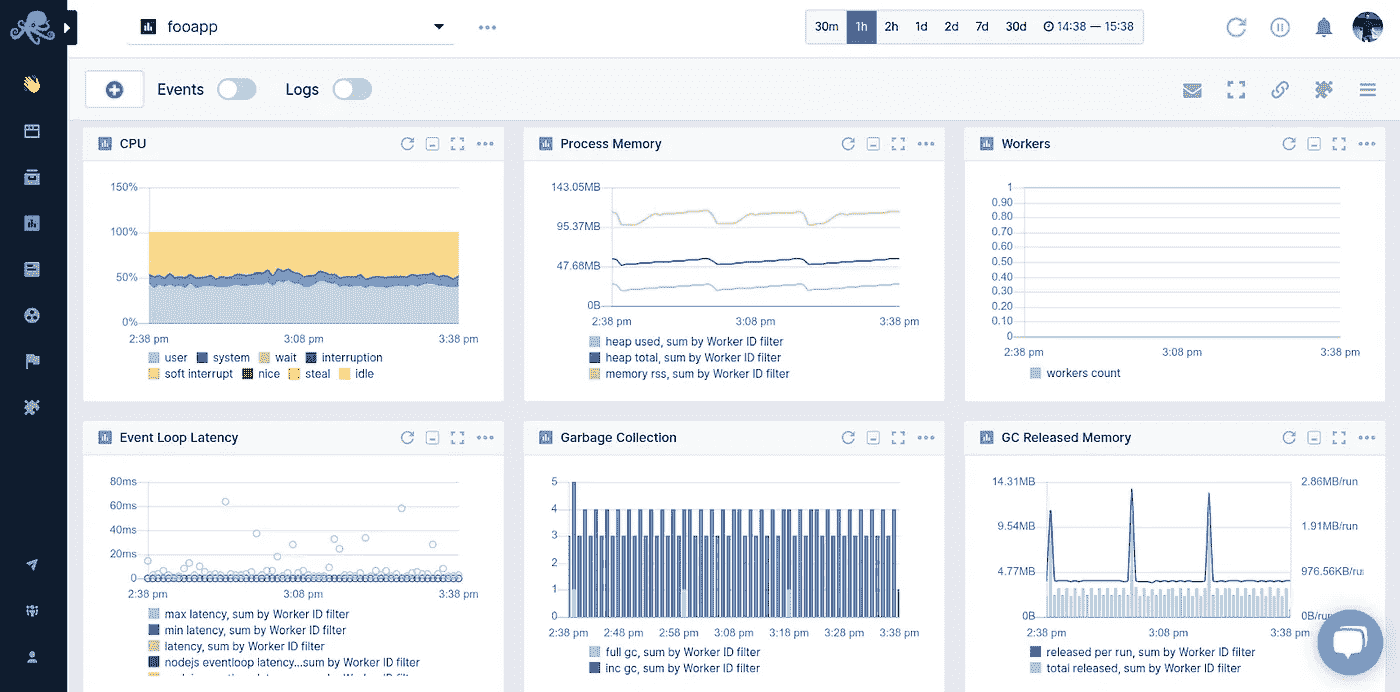 fooapp
30m 1h 2h 1d 2d 7d 30d 14:38 — 15:38
Events Logs
CPU
150%
100%
50%
0%
2:38 pm 3:08 pm 3:38 pm
user system wait interruption
soft interrupt nice steal idle
Process Memory
143.05MB
95.37MB
47.68MB
0B
2:38 pm 3:08 pm 3:38 pm
heap used, sum by Worker ID filter
heap total, sum by Worker ID filter
memory rss, sum by Worker ID filter
Workers
1
0.90
0.80
0.70
0.60
0.50
0.40
0.30
0.20
0.10
0
2:38 pm 3:08 pm 3:38 pm
workers count
Event Loop Latency
80ms
60ms
40ms
20ms
0
2:38 pm 3:08 pm 3:38 pm
max latency, sum by Worker ID filter
min latency, sum by Worker ID filter
latency, sum by Worker ID filter
nodejs eventloop latency...sum by Worker ID filter
Garbage Collection
5
4
3
2
1
0
2:38 pm 2:48 pm 2:58 pm 3:08 pm 3:18 pm 3:28 pm 3:38 pm
full gc, sum by Worker ID filter
inc gc, sum by Worker ID filter
GC Released Memory
14.31MB 2.86MB/run
9.54MB 1.91MB/run
4.77MB 976.56KB/ru
0B 0B/run
2:38 pm 3:08 pm 3:38 pm
released per run, sum by Worker ID filter
total released, sum by Worker ID filter